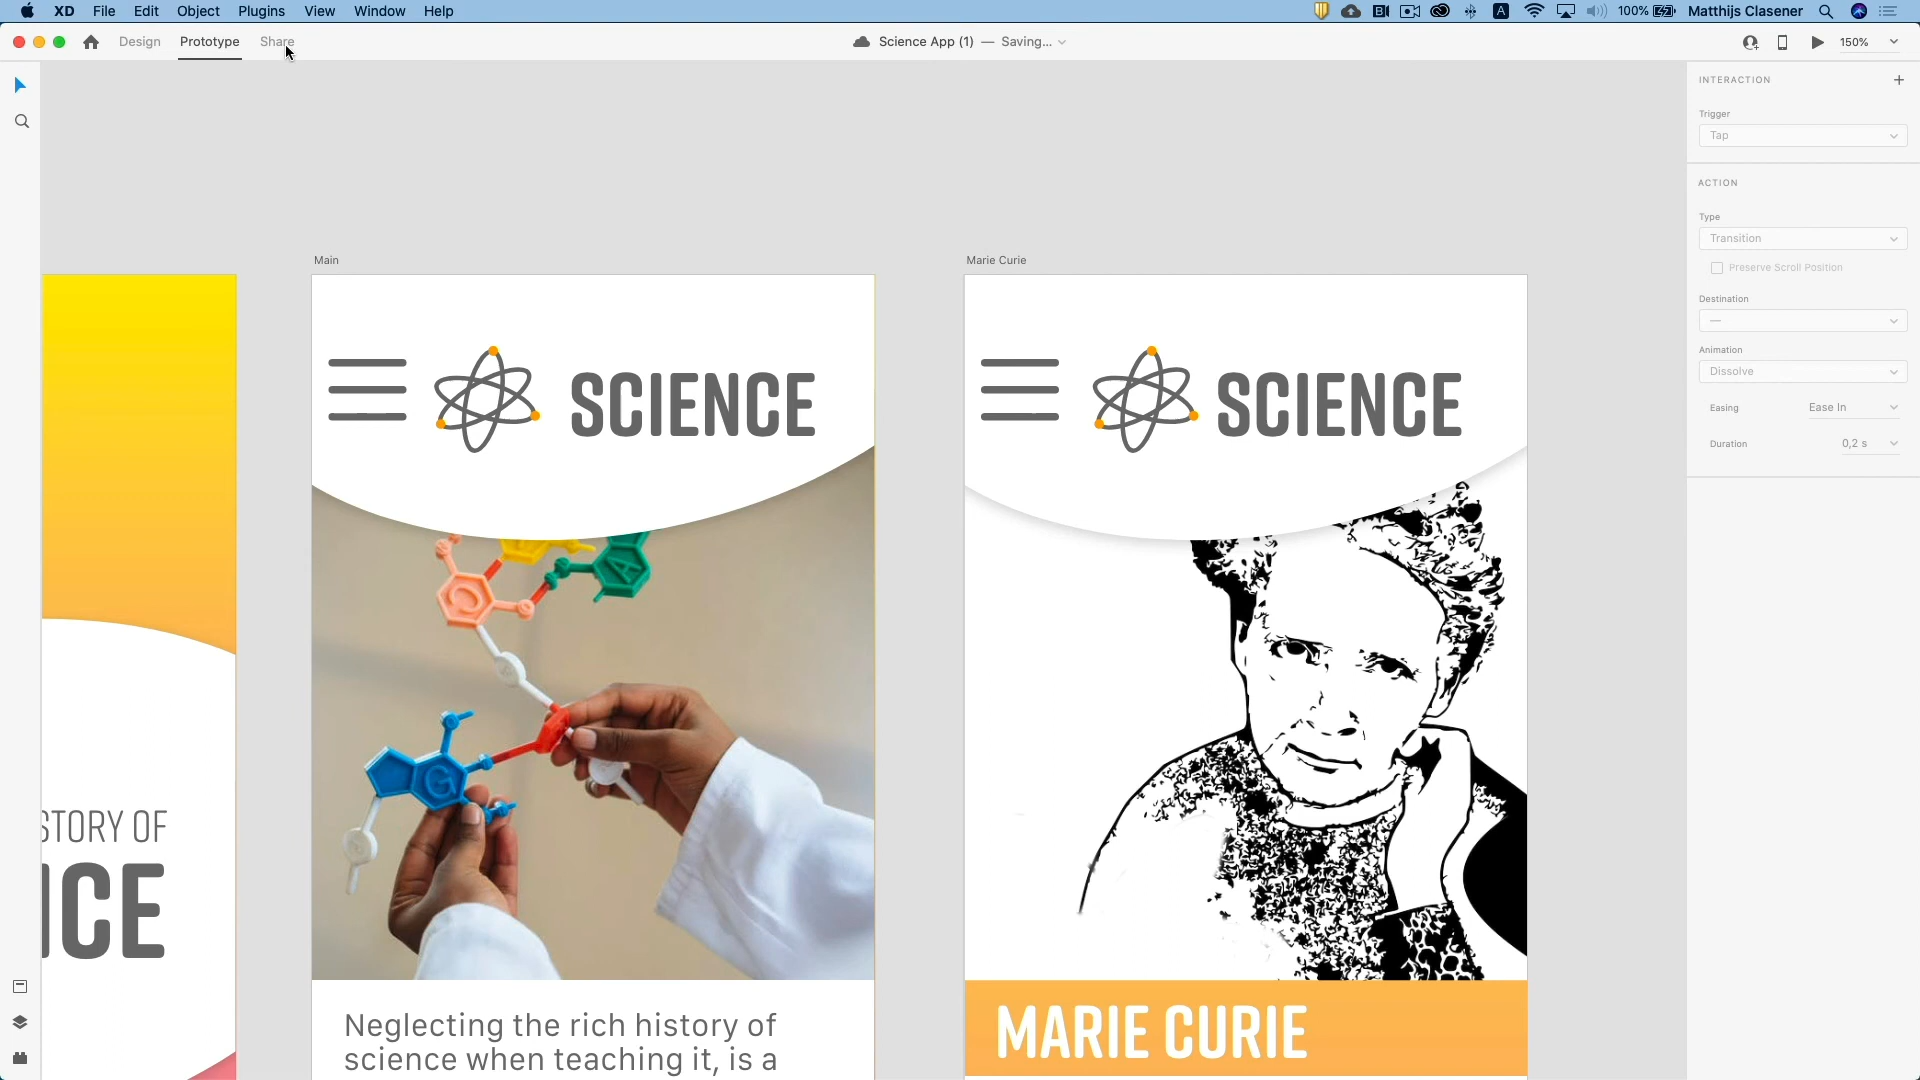 XD File Edit Object Plugins View Window Help 100% Matthijs Clasener
Design Prototype Share Science App (1) — Saving... 150%
INTERACTION
Trigger
Tap
ACTION
Type
Transition
Preserve Scroll Position
Destination
—
Animation
Dissolve
Easing Ease In
Duration 0,2 s
Main
Marie Curie
SCIENCE
SCIENCE
STORY OF
ICE
C
A
G
Neglecting the rich history of
science when teaching it, is a
MARIE CURIE